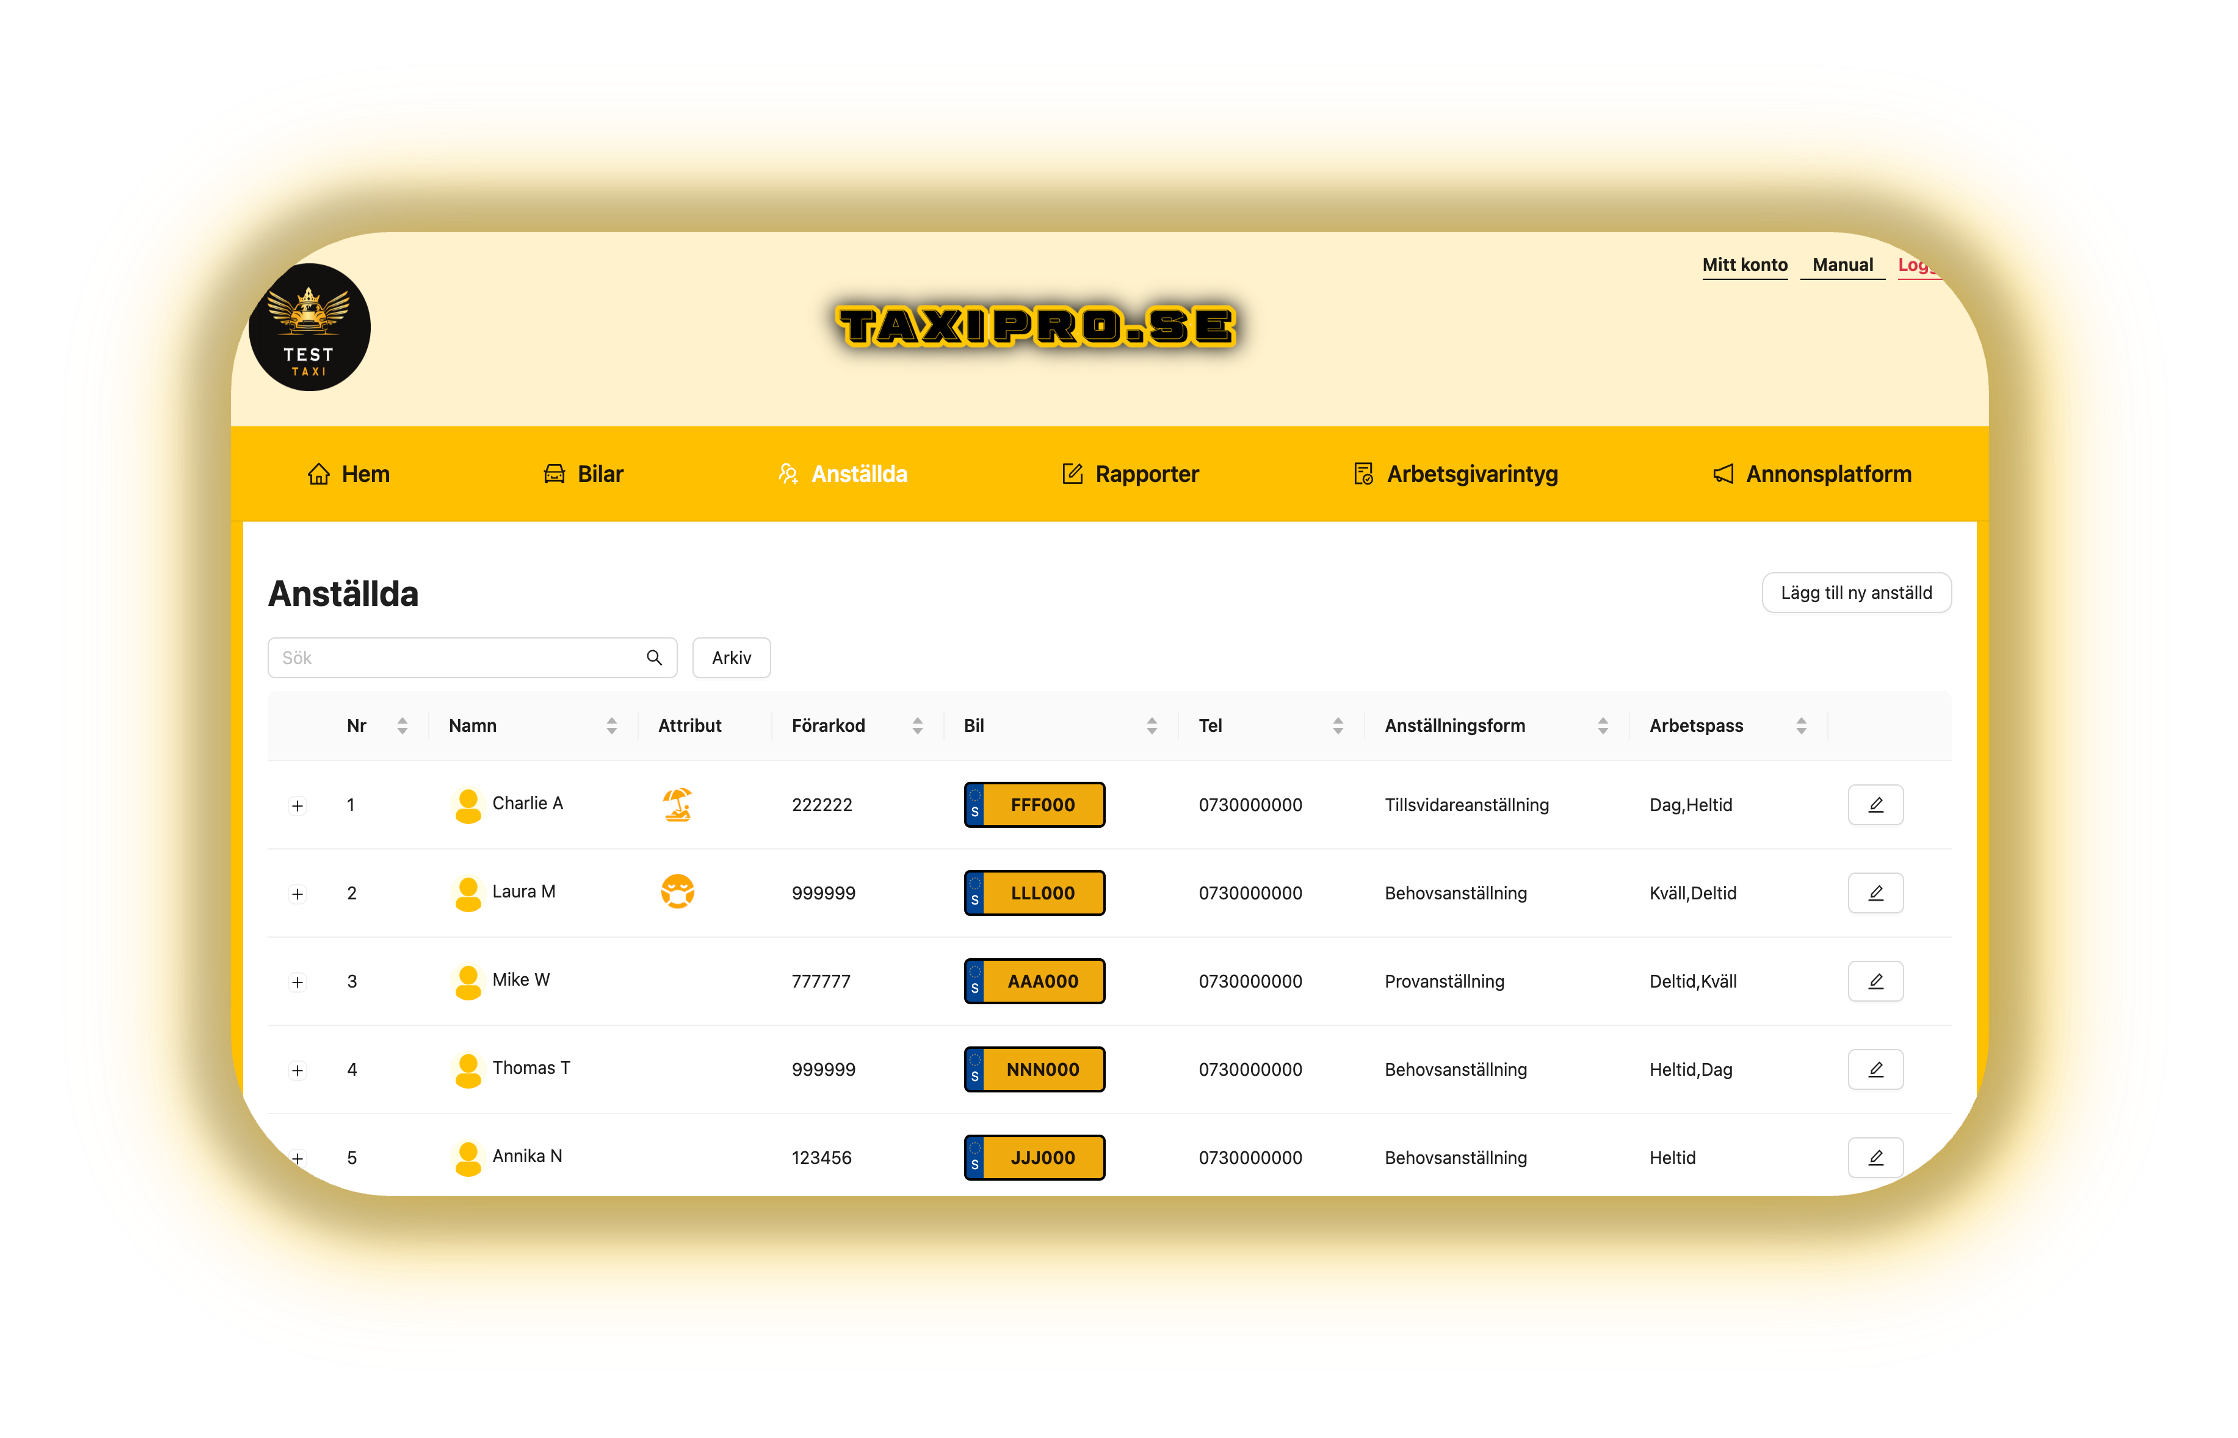 Mitt konto Manual
TEST
TAXI
TAXIPRO.SE
Hem Bilar Anställda Rapporter Arbetsgivarintyg Annonsplatform
Anställda
Lägg till ny anställd
Sök Arkiv
Nr Namn Attribut Förarkod Bil Tel Anställningsform Arbetspass
1 Charlie A 222222 S FFF000 0730000000 Tillsvidareanställning Dag,Heltid
2 Laura M 999999 S LLL000 0730000000 Behovsanställning Kväll,Deltid
3 Mike W 777777 S AAA000 0730000000 Provanställning Deltid,Kväll
4 Thomas T 999999 S NNN000 0730000000 Behovsanställning Heltid,Dag
5 Annika N 123456 S JJJ000 0730000000 Behovsanställning Heltid